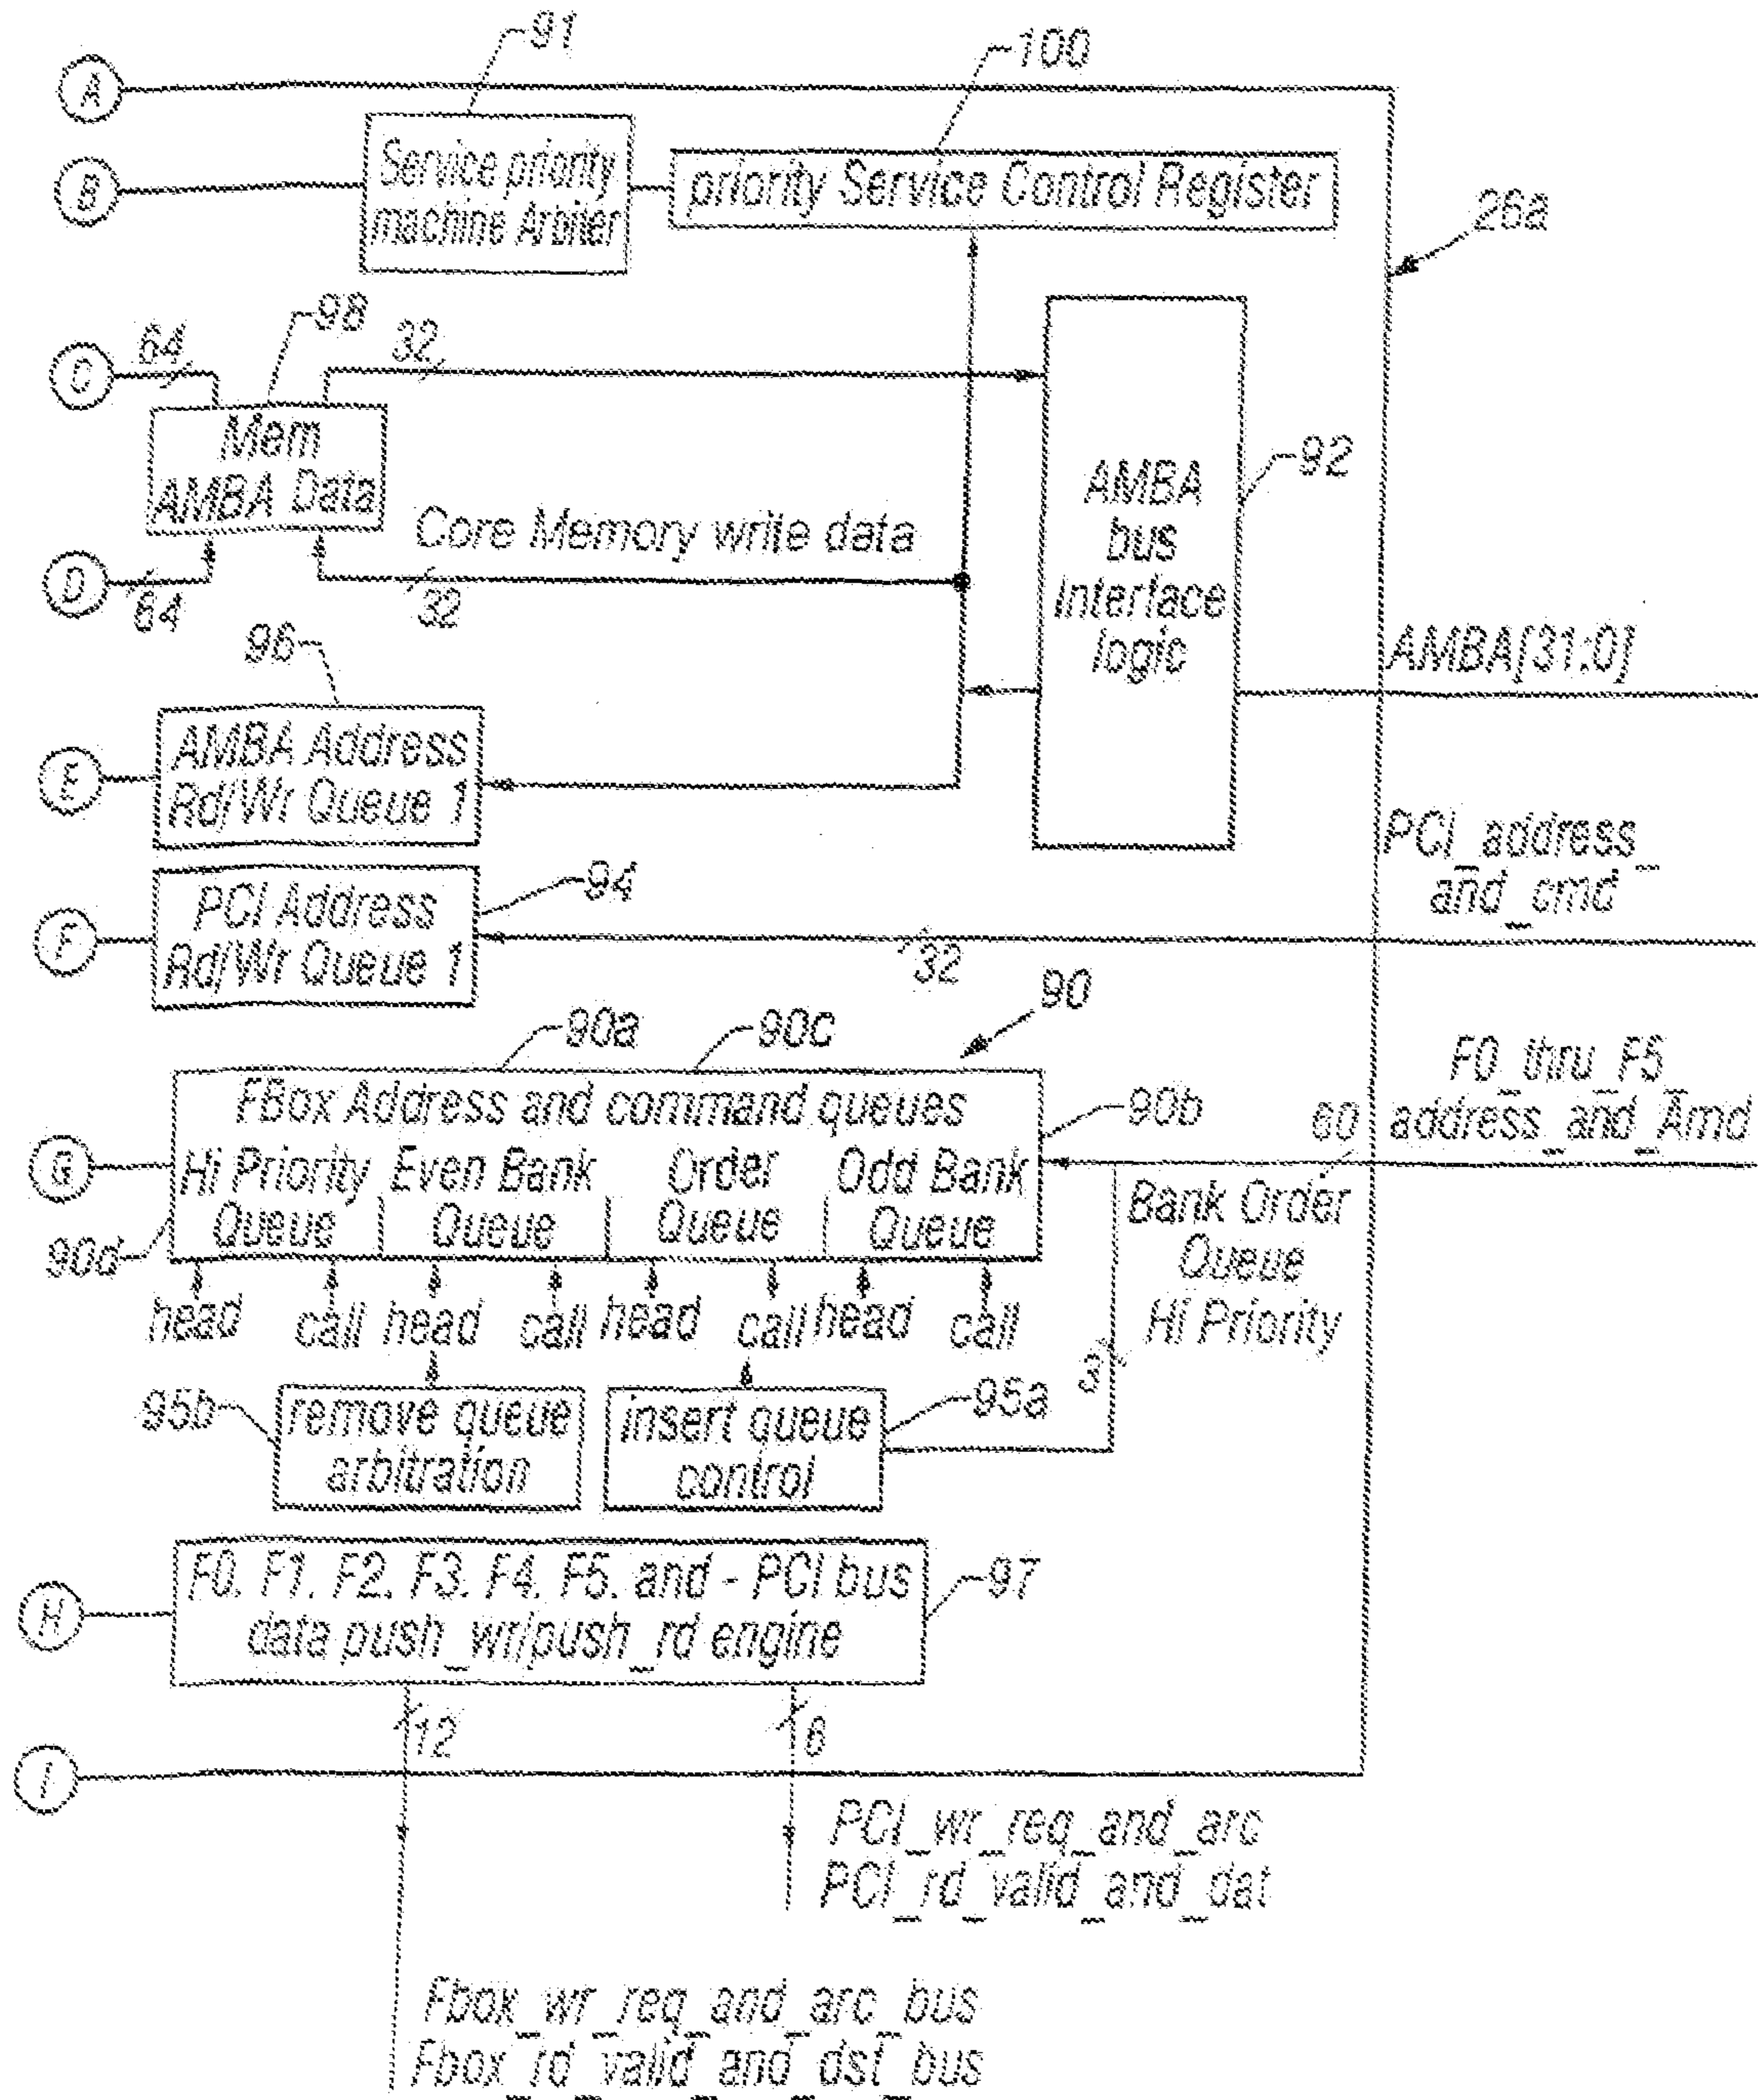 91
100
A
Service priority
machine Arbiter
priority Service Control Register
B
26a
98
64
32
C
Mem
AMBA Data
92
AMBA
bus
Interface
logic
Core Memory write data
D
64
32
96
AMBA[31:0]
AMBA Address
Rd/Wr Queue 1
E
PCI_address_
and_cmd
94
PCI Address
Rd/Wr Queue 1
F
32
90
90a
90c
F0_thru_F5_
address_and_Amd
FBox Address and command queues
90b
60
G
Hi Priority
Queue
Even Bank
Queue
Order
Queue
Odd Bank
Queue
90d
Bank Order
Queue
Hi Priority
head call head call head call head call
3
95b
remove queue
arbitration
insert queue
control
95a
F0. F1. F2. F3. F4. F5. and - PCI bus
data push_wr/push_rd engine
97
H
12
6
I
PCI_wr_req_and_arc
PCI_rd_valid_and_dat
Fbox_wr_req_and_arc_bus
Fbox_rd_valid_and_dst_bus